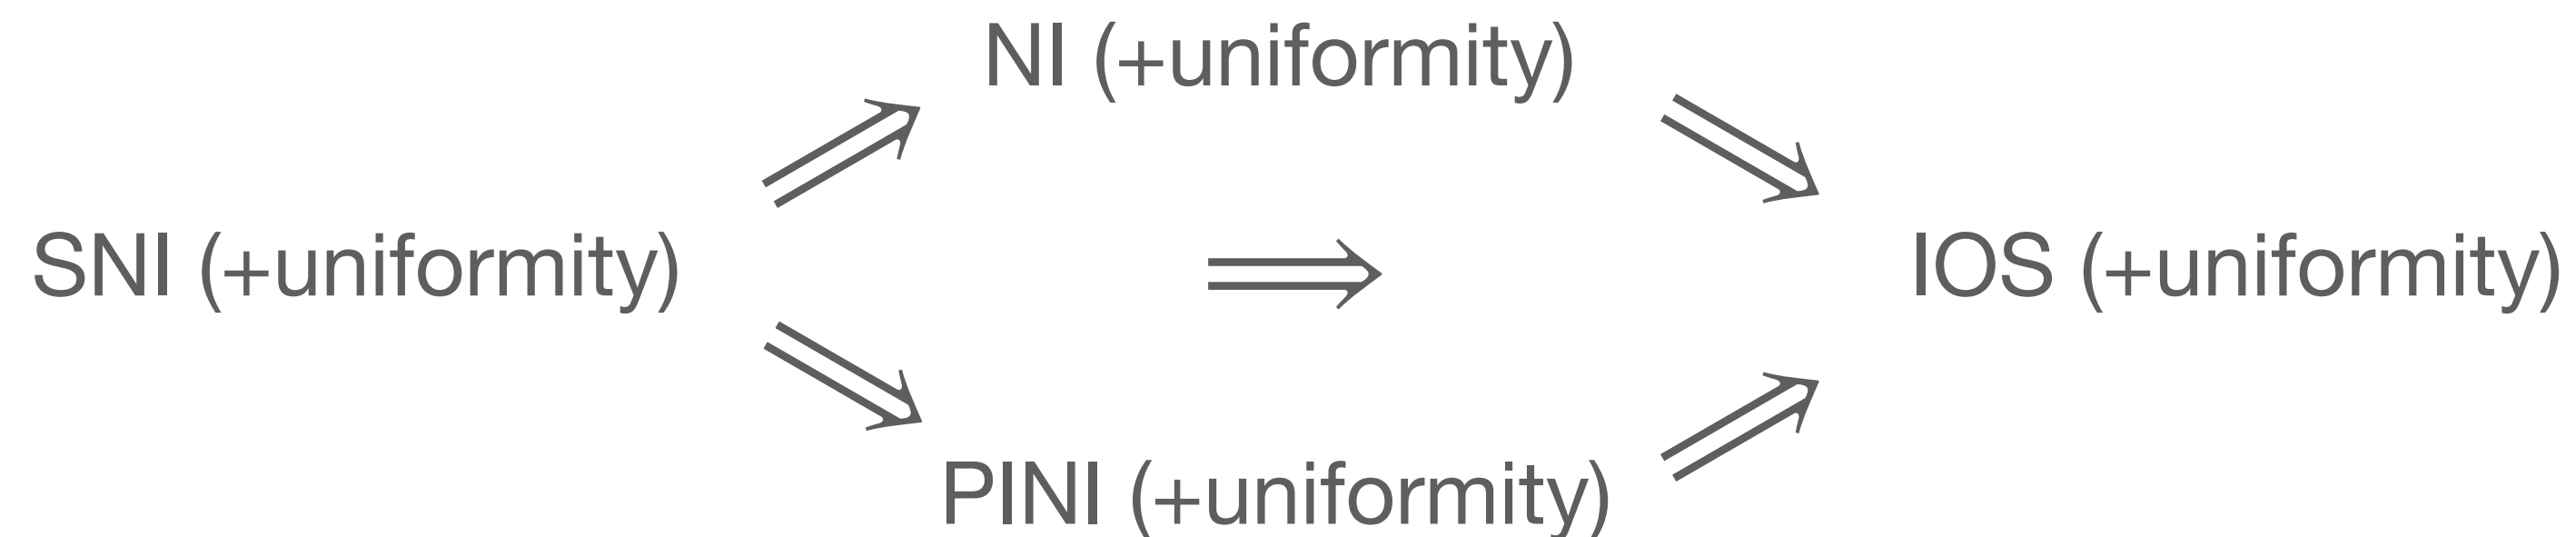 NI (+uniformity)
SNI (+uniformity)
IOS (+uniformity)
PINI (+uniformity)